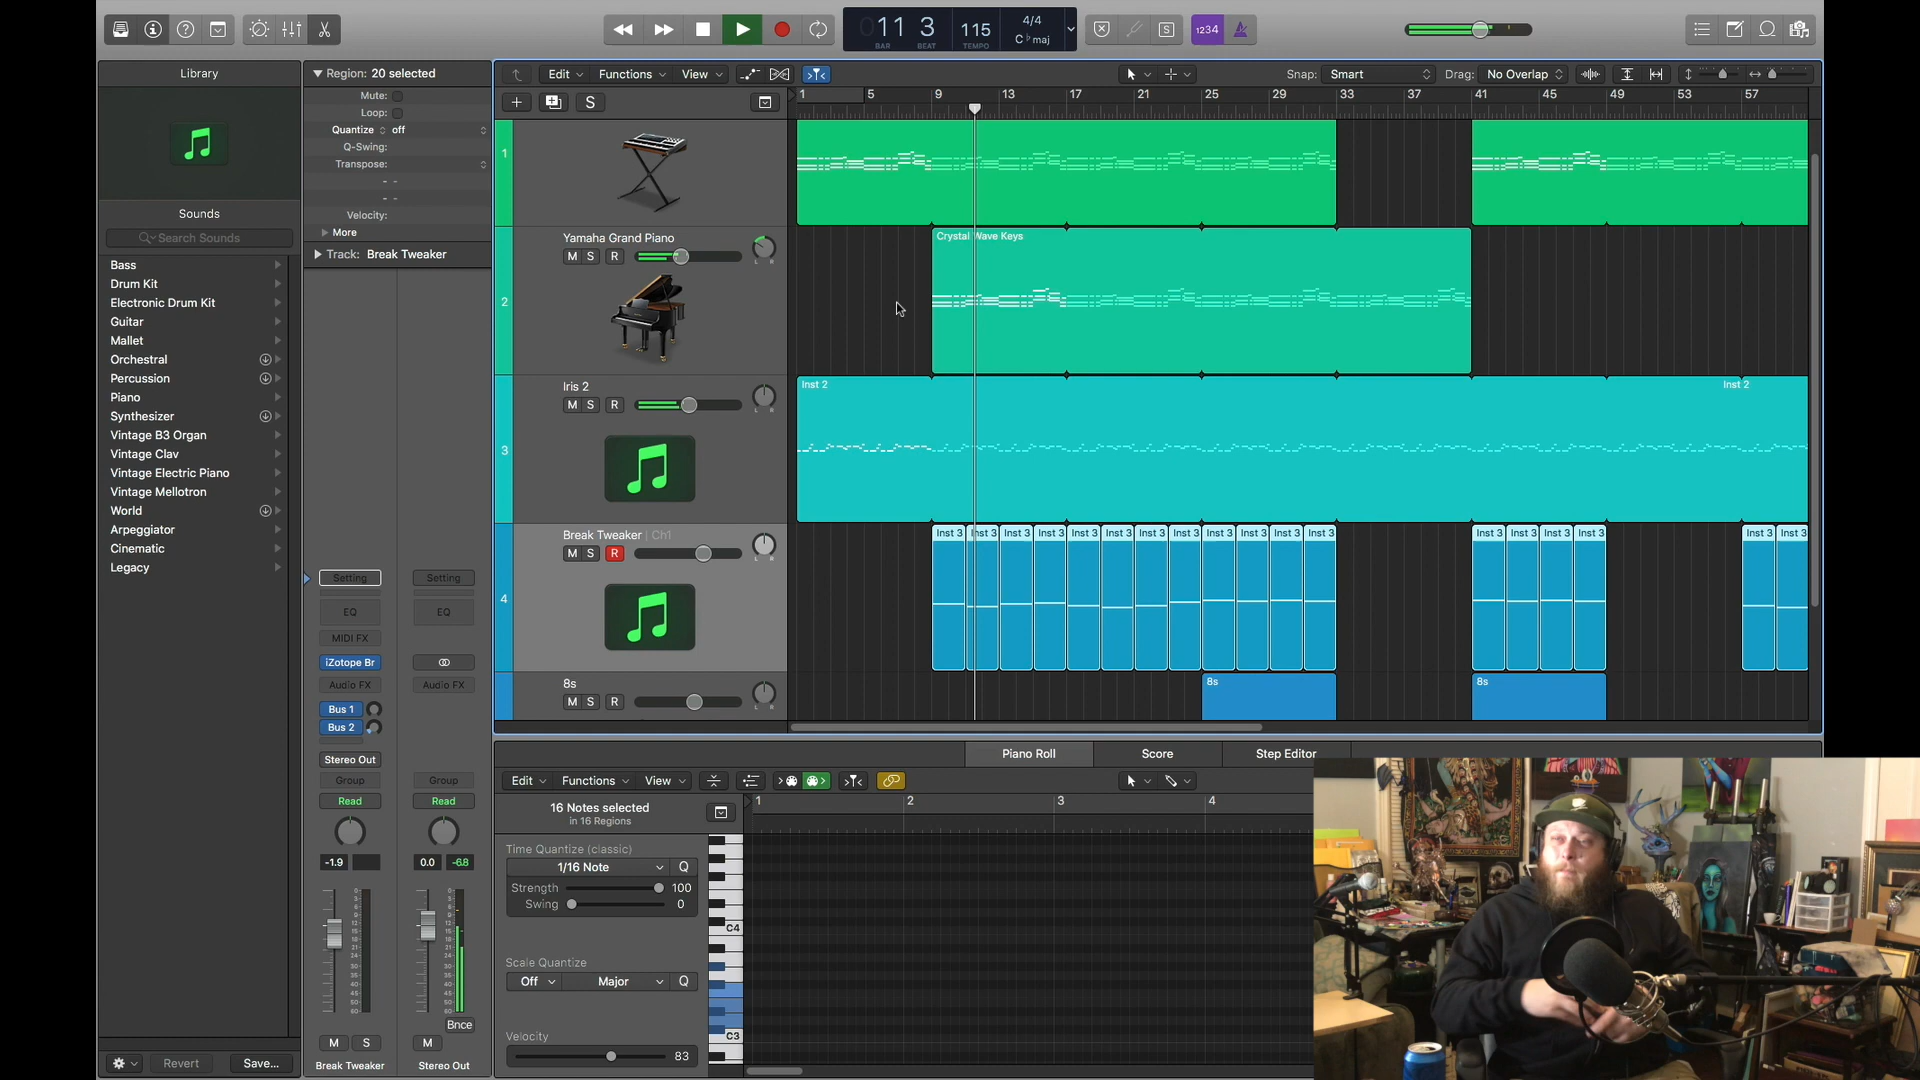 11 3
BAR BEAT
115
TEMPO
4/4
C♭maj
S
1234
Library
Region: 20 selected
Edit
Functions
View
Snap: Smart
Drag: No Overlap
S
1 5 9 13 17 21 25 29 33 37 41 45 49 53 57
Mute:
Loop:
Quantize off
Q-Swing:
Transpose:
- -
- -
Velocity:
More
Track: Break Tweaker
Sounds
Search Sounds
Bass
Drum Kit
Electronic Drum Kit
Guitar
Mallet
Orchestral
Percussion
Piano
Synthesizer
Vintage B3 Organ
Vintage Clav
Vintage Electric Piano
Vintage Mellotron
World
Arpeggiator
Cinematic
Legacy
1
2
Yamaha Grand Piano
M S R
L R
Crystal Wave Keys
3
Iris 2
M S R
L R
Inst 2
Inst 2
4
Break Tweaker | Ch1
M S R
L R
Inst 3 Inst 3 Inst 3 Inst 3 Inst 3 Inst 3 Inst 3 Inst 3 Inst 3 Inst 3 Inst 3 Inst 3 Inst 3 Inst 3 Inst 3 Inst 3 Inst 3 Inst 3
8s
M S R
L R
8s
8s
Setting
Setting
EQ
EQ
MIDI FX
iZotope Br
Audio FX
Audio FX
Bus 1
Bus 2
Stereo Out
Group
Group
Read
Read
-1.9
0.0 -6.8
Bnce
M S
M
Break Tweaker
Stereo Out
Revert
Save...
Piano Roll
Score
Step Editor
Edit
Functions
View
16 Notes selected
in 16 Regions
1 2 3 4
Time Quantize (classic)
1/16 Note
Q
Strength 100
Swing 0
Scale Quantize
Off
Major
Q
Velocity
83
C4
C3